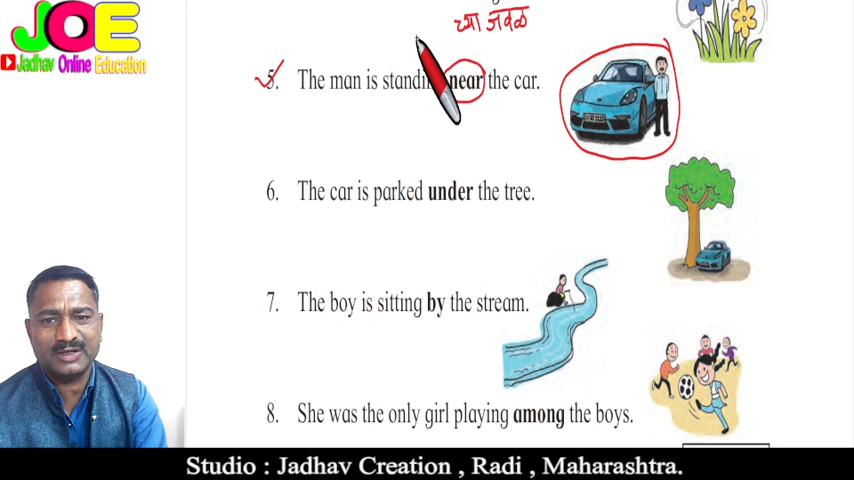 JOE
Jadhav Online Education
च्या जवळ
5. The man is standin near the car.
6. The car is parked under the tree.
7. The boy is sitting by the stream.
8. She was the only girl playing among the boys.
Studio : Jadhav Creation , Radi , Maharashtra.